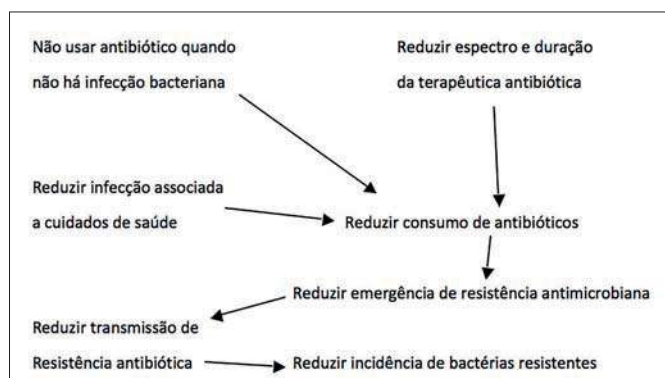 Não usar antibiótico quando
não há infecção bacteriana
Reduzir espectro e duração
da terapêutica antibiótica
Reduzir infecção associada
a cuidados de saúde
Reduzir consumo de antibióticos
Reduzir emergência de resistência antimicrobiana
Reduzir transmissão de
Resistência antibiótica
Reduzir incidência de bactérias resistentes